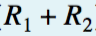 (R₁ + R₂)